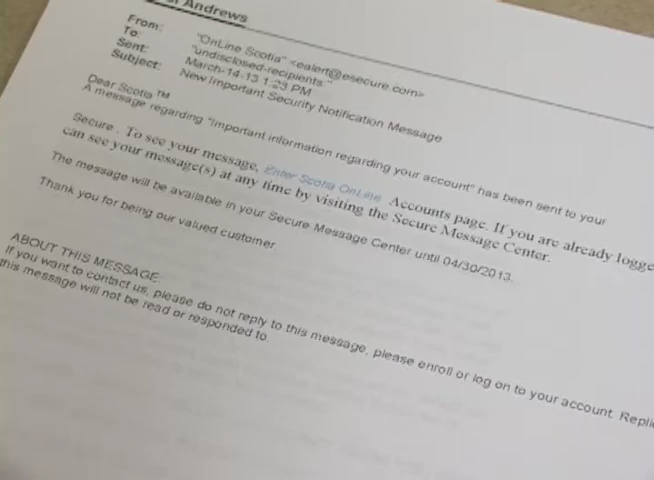 Andrews
From: "OnLine Scotia" <ealert@esecure.com>
To: "undisclosed-recipients:"
Sent: March-14-13 1:23 PM
Subject: New Important Security Notification Message
Dear Scotia™
A message regarding "Important information regarding your account" has been sent to your
Secure . To see your message, Enter Scotia OnLine Accounts page. If you are already logge
can see your message(s) at any time by visiting the Secure Message Center.
The message will be available in your Secure Message Center until 04/30/2013.
Thank you for being our valued customer.
ABOUT THIS MESSAGE:
If you want to contact us, please do not reply to this message, please enroll or log on to your account. Replie
this message will not be read or responded to.